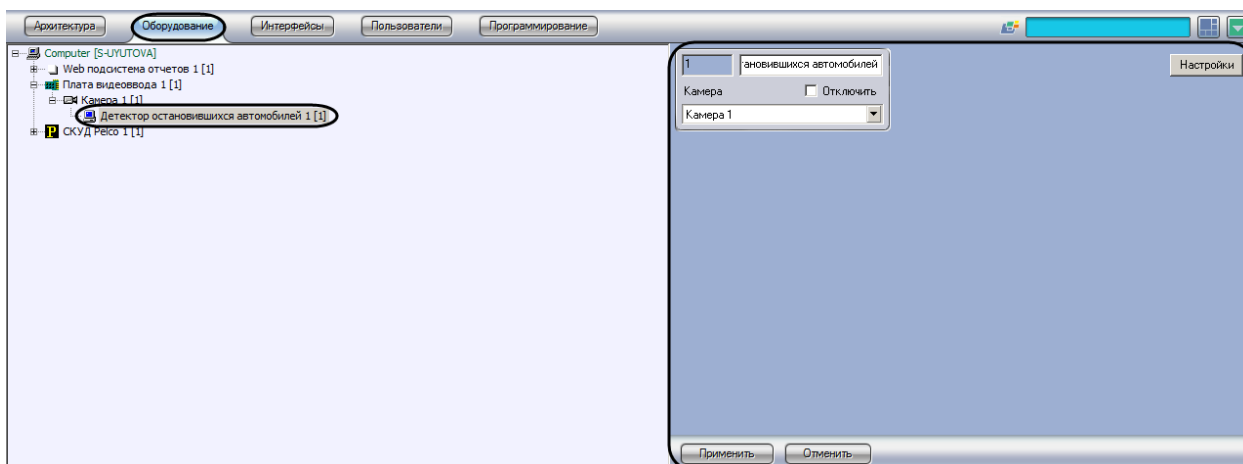 Архитектура Оборудование Интерфейсы Пользователи Программирование
Computer [S-UYUTOVA]
Web подсистема отчетов 1 [1]
Плата видеоввода 1 [1]
Камера 1 [1]
Детектор остановившихся автомобилей 1 [1]
СКУД Pelco 1 [1]
1 ановившихся автомобилей Настройки
Камера Отключить
Камера 1
Применить Отменить